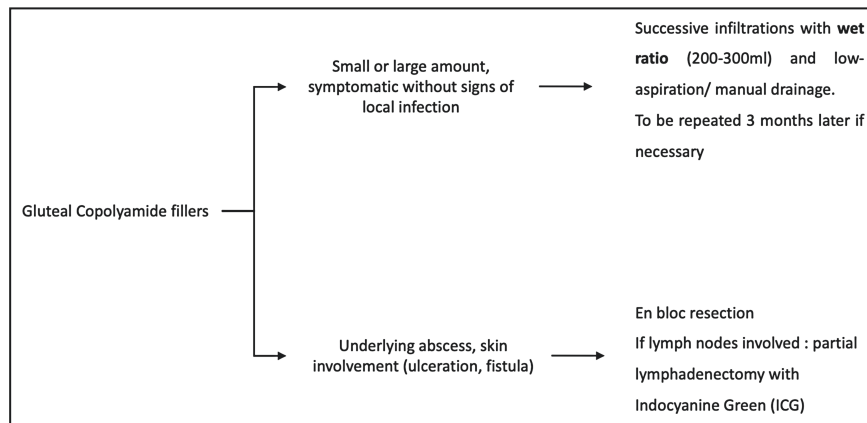 Gluteal Copolyamide fillers
Small or large amount,
symptomatic without signs of
local infection
Successive infiltrations with wet
ratio (200-300ml) and low-
aspiration/ manual drainage.
To be repeated 3 months later if
necessary
Underlying abscess, skin
involvement (ulceration, fistula)
En bloc resection
If lymph nodes involved : partial
lymphadenectomy with
Indocyanine Green (ICG)